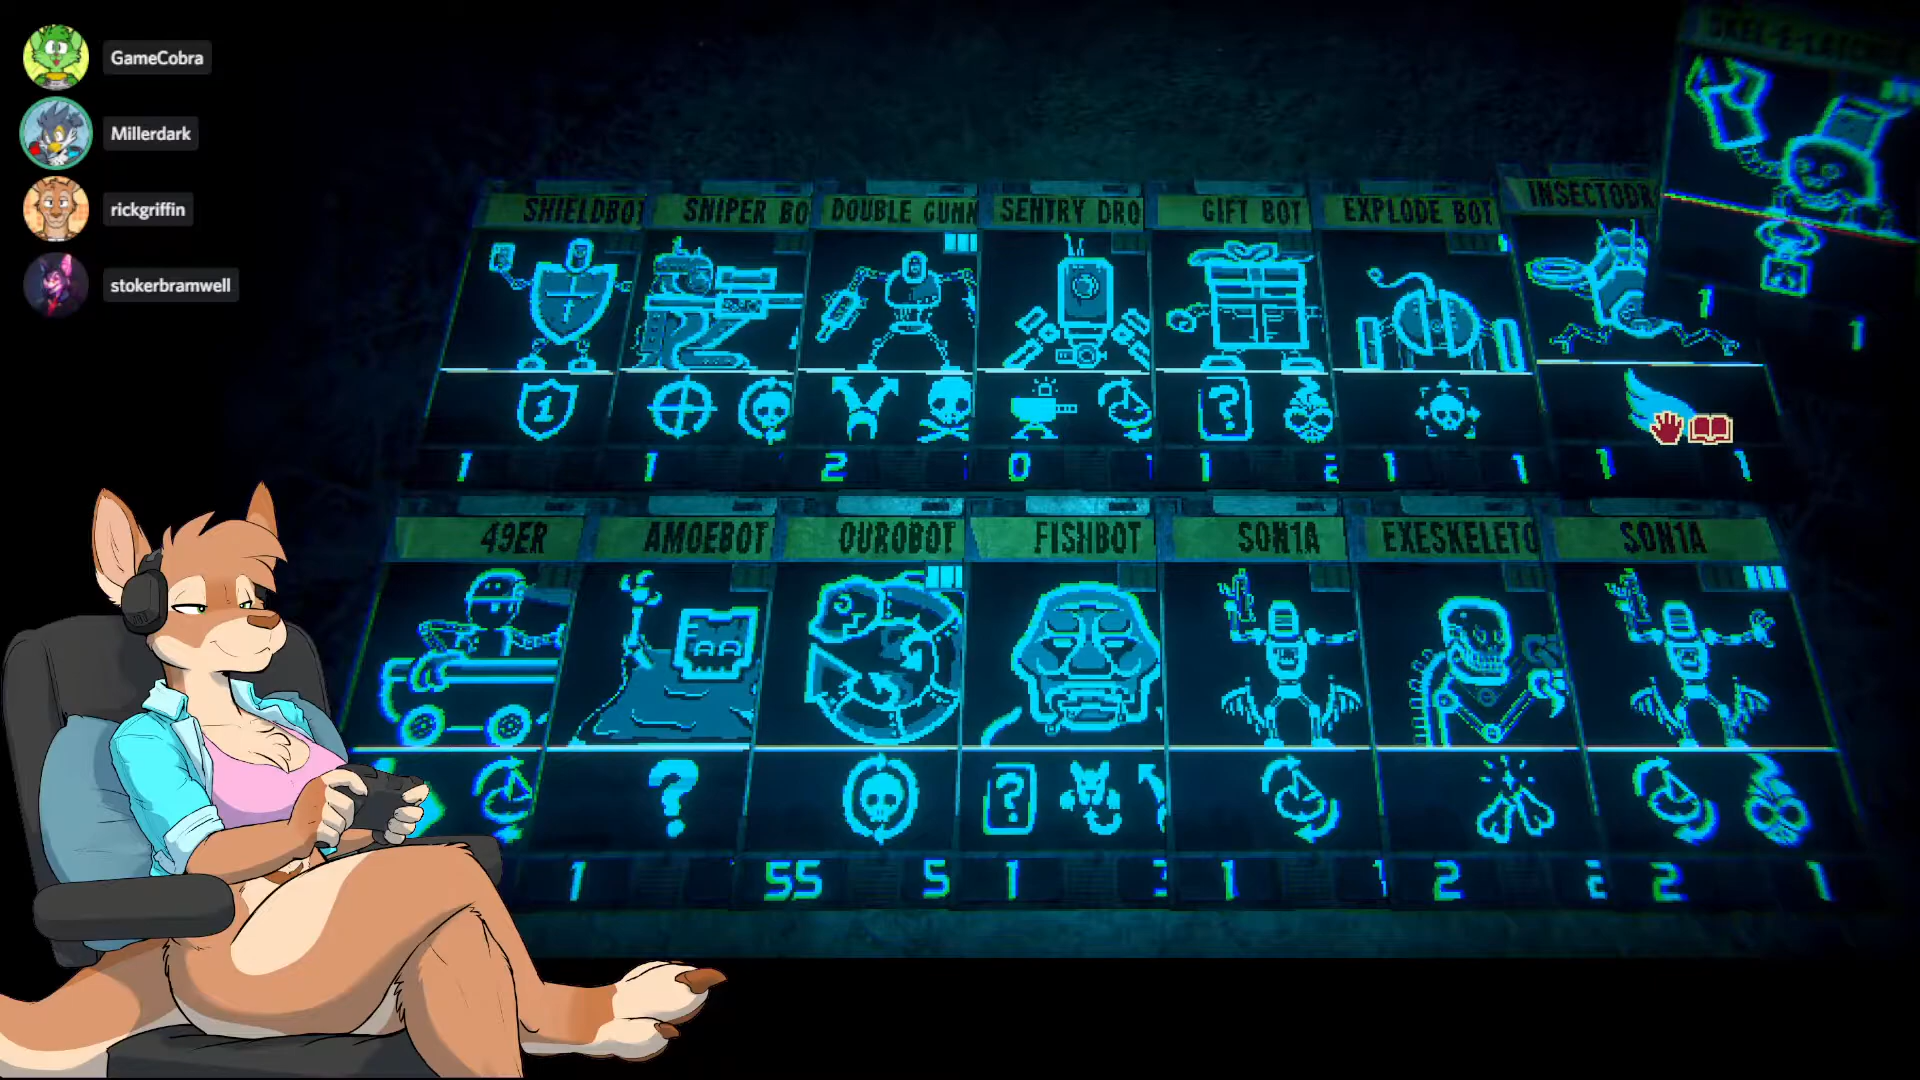 GameCobra
Millerdark
rickgriffin
stokerbramwell
SHIELDBOT
SNIPER BO
DOUBLE GUNN
SENTRY DRO
GIFT BOT
EXPLODE BOT
INSECTODR
1
1
2
0
1
1 1
1 1
1 1
49ER
AMOEBOT
OUROBOT
FISHBOT
SON1A
EXESKELETO
SON1A
1
55 5
1
1
2
2 1